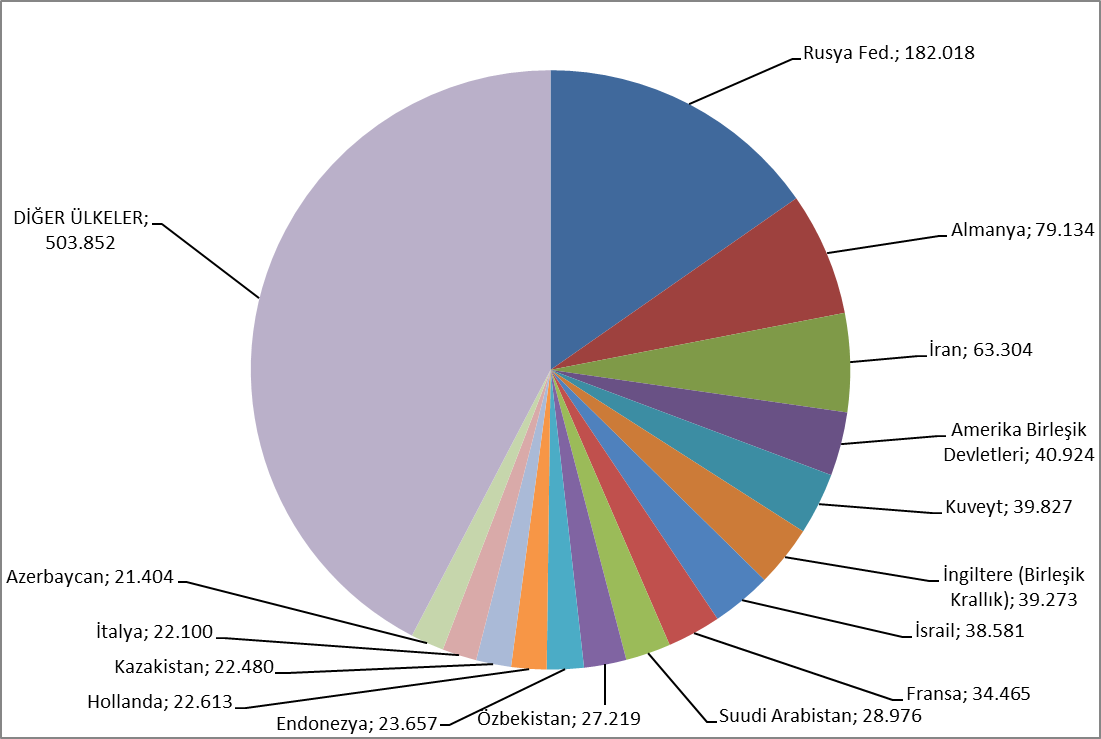 Rusya Fed.; 182.018
Almanya; 79.134
İran; 63.304
Amerika Birleşik
Devletleri; 40.924
Kuveyt; 39.827
İngiltere (Birleşik
Krallık); 39.273
İsrail; 38.581
Fransa; 34.465
Suudi Arabistan; 28.976
Özbekistan; 27.219
Endonezya; 23.657
Hollanda; 22.613
Kazakistan; 22.480
İtalya; 22.100
Azerbaycan; 21.404
DİĞER ÜLKELER;
503.852